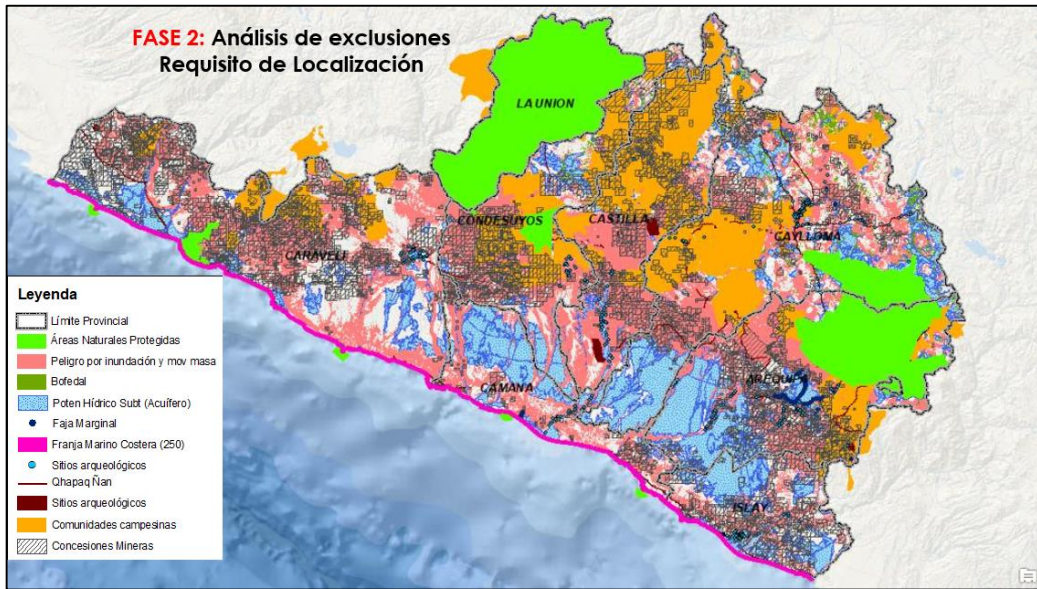 FASE 2: Análisis de exclusiones
Requisito de Localización
LA UNION
CONDESUYOS
CASTILLA
CAYLLOMA
CARAVELI
CAMANA
AREQUIPA
ISLAY
Leyenda
Límite Provincial
Áreas Naturales Protegidas
Peligro por inundación y mov masa
Bofedal
Poten Hídrico Subt (Acuífero)
Faja Marginal
Franja Marino Costera (250)
Sitios arqueológicos
Qhapaq Ñan
Sitios arqueológicos
Comunidades campesinas
Concesiones Mineras